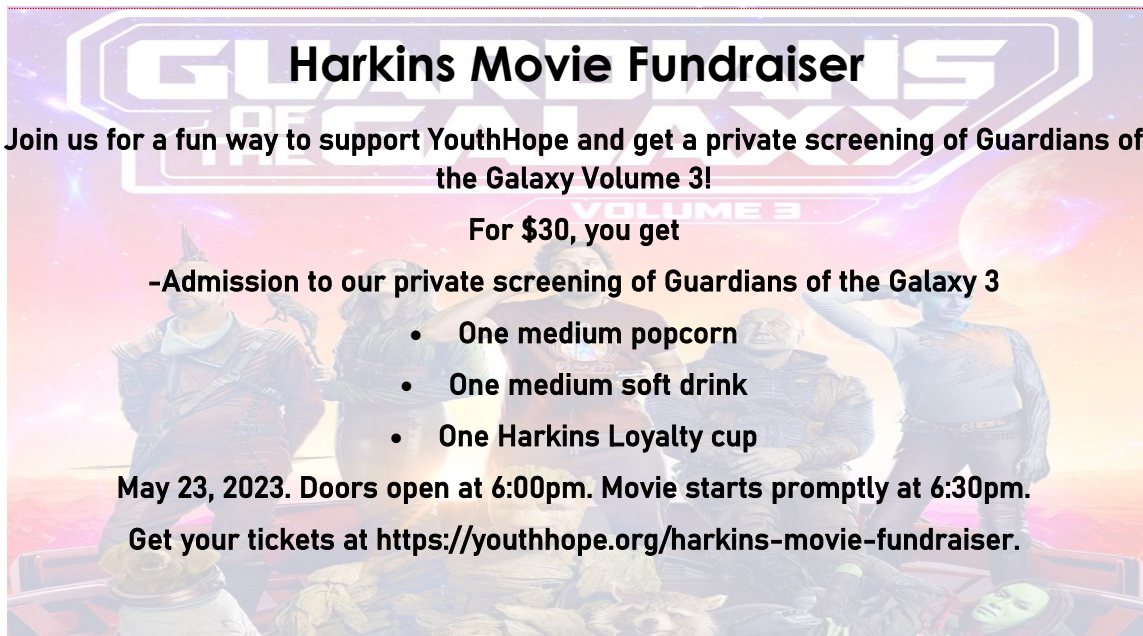 GUARDIANS
Harkins Movie Fundraiser
OF
THE GALAXY
Join us for a fun way to support YouthHope and get a private screening of Guardians of
the Galaxy Volume 3!
VOLUME 3
For $30, you get
-Admission to our private screening of Guardians of the Galaxy 3
• One medium popcorn
• One medium soft drink
• One Harkins Loyalty cup
May 23, 2023. Doors open at 6:00pm. Movie starts promptly at 6:30pm.
Get your tickets at https://youthhope.org/harkins-movie-fundraiser.